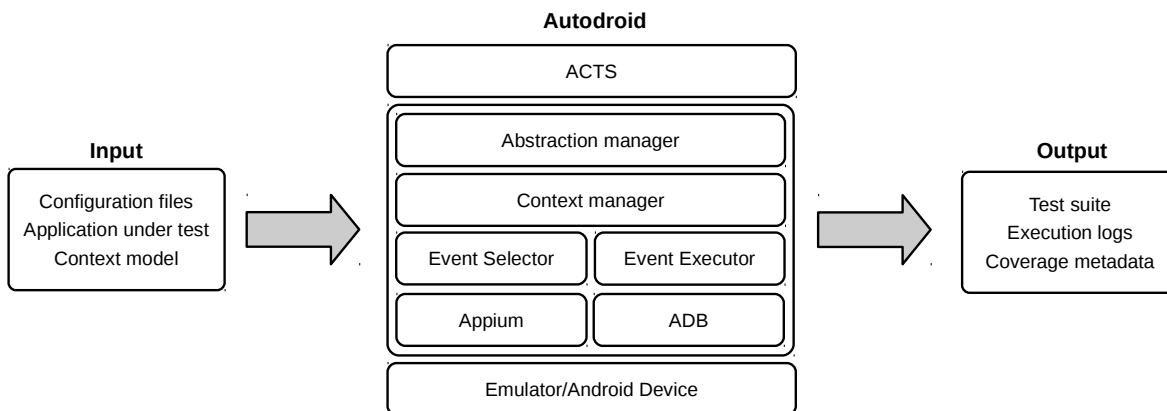 Autodroid
ACTS
Abstraction manager
Input
Output
Configuration files
Application under test
Context model
Context manager
Test suite
Execution logs
Coverage metadata
Event Selector
Event Executor
Appium
ADB
Emulator/Android Device